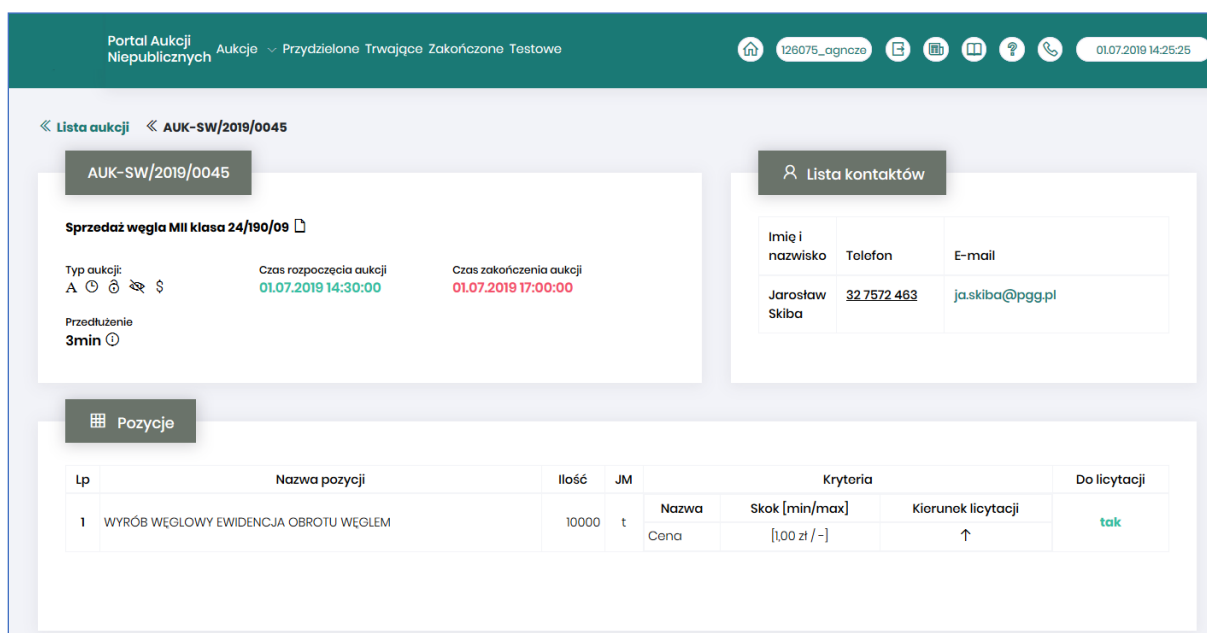 Portal Aukcji Niepublicznych Aukcje Przydzielone Trwające Zakończone Testowe 126075_agncze 01.07.2019 14:25:25
Lista aukcji AUK-SW/2019/0045
AUK-SW/2019/0045
Sprzedaż węgla MII klasa 24/190/09
Typ aukcji:
A $
Czas rozpoczęcia aukcji
01.07.2019 14:30:00
Czas zakończenia aukcji
01.07.2019 17:00:00
Przedłużenie
3min
Lista kontaktów
Imię i nazwisko Telefon E-mail
Jarosław Skiba 32 7572 463 ja.skiba@pgg.pl
Pozycje
Lp Nazwa pozycji Ilość JM Kryteria Do licytacji
Nazwa Skok [min/max] Kierunek licytacji
1 WYRÓB WĘGLOWY EWIDENCJA OBROTU WĘGLEM 10000 t Cena [1,00 zł / -] ↑ tak